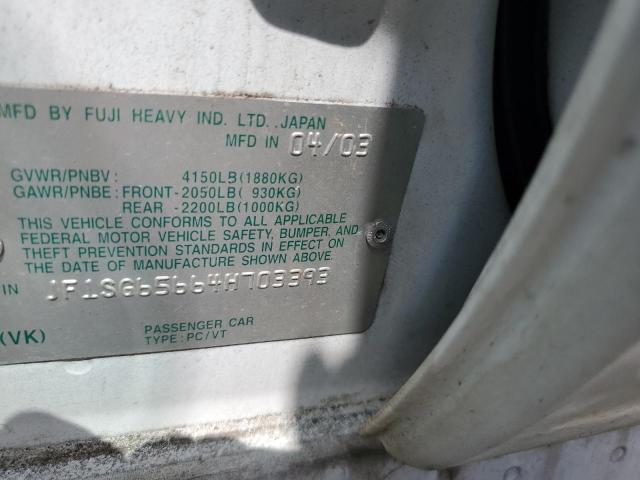 MFD BY FUJI HEAVY IND. LTD. JAPAN
MFD IN 04/03
GVWR/PNBV : 4150LB(1880KG)
GAWR/PNBE : FRONT-2050LB( 930KG)
REAR -2200LB(1000KG)
THIS VEHICLE CONFORMS TO ALL APPLICABLE
FEDERAL MOTOR VEHICLE SAFETY, BUMPER, AND
THEFT PREVENTION STANDARDS IN EFFECT ON
THE DATE OF MANUFACTURE SHOWN ABOVE.
IN JF1SG65664H703393
(VK) PASSENGER CAR
TYPE : PC/VT